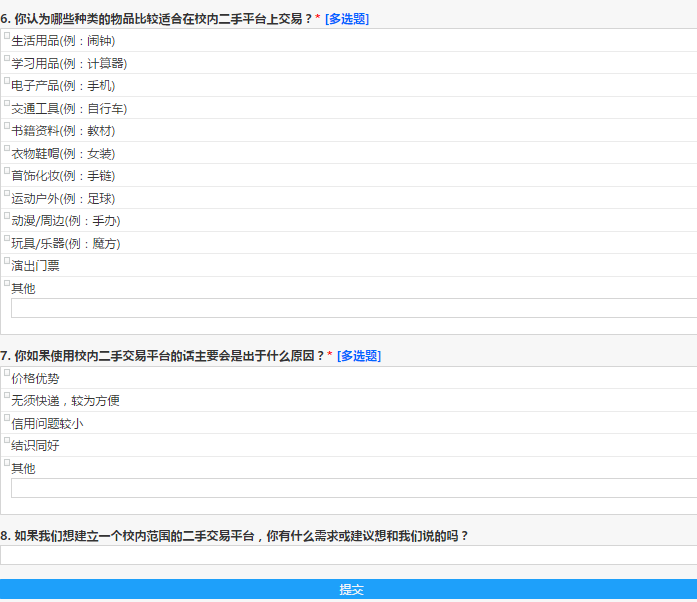 6. 你认为哪些种类的物品比较适合在校内二手平台上交易？* [多选题]
生活用品(例：闹钟)
学习用品(例：计算器)
电子产品(例：手机)
交通工具(例：自行车)
书籍资料(例：教材)
衣物鞋帽(例：女装)
首饰化妆(例：手链)
运动户外(例：足球)
动漫/周边(例：手办)
玩具/乐器(例：魔方)
演出门票
其他
7. 你如果使用校内二手交易平台的话主要会是出于什么原因？* [多选题]
价格优势
无须快递，较为方便
信用问题较小
结识同好
其他
8. 如果我们想建立一个校内范围的二手交易平台，你有什么需求或建议想和我们说的吗？
提交